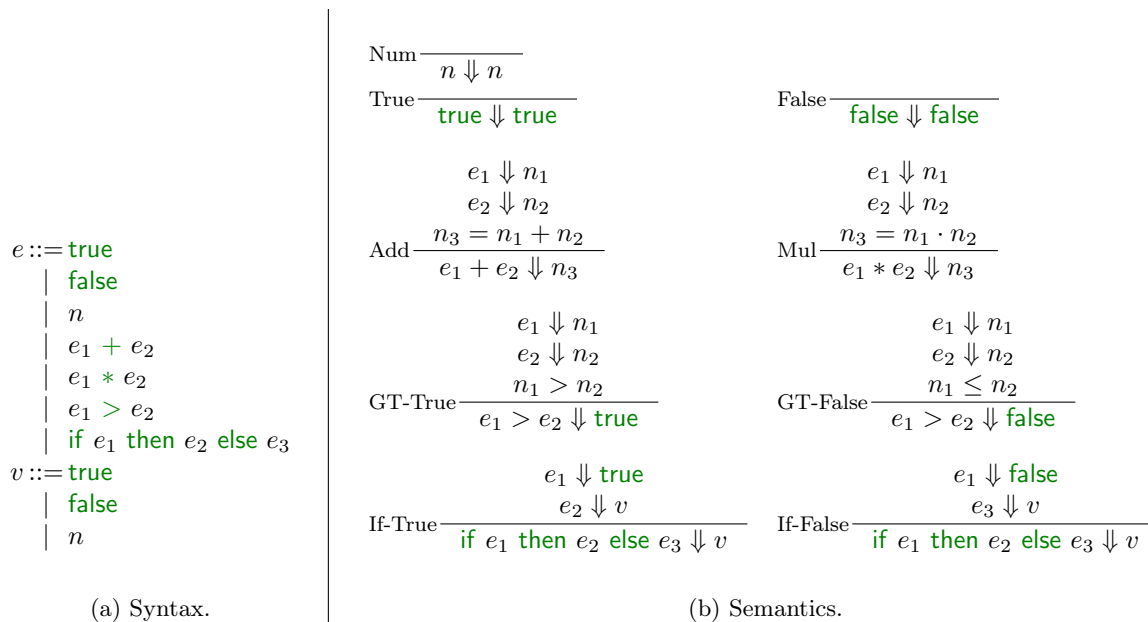 e ::= true
| false
| n
| e₁ + e₂
| e₁ * e₂
| e₁ > e₂
| if e₁ then e₂ else e₃
v ::= true
| false
| n
(a) Syntax.
Num
n ⇓ n
True
true ⇓ true
False
false ⇓ false
e₁ ⇓ n₁
e₂ ⇓ n₂
n₃ = n₁ + n₂
Add
e₁ + e₂ ⇓ n₃
e₁ ⇓ n₁
e₂ ⇓ n₂
n₃ = n₁ · n₂
Mul
e₁ * e₂ ⇓ n₃
e₁ ⇓ n₁
e₂ ⇓ n₂
n₁ > n₂
GT-True
e₁ > e₂ ⇓ true
e₁ ⇓ n₁
e₂ ⇓ n₂
n₁ ≤ n₂
GT-False
e₁ > e₂ ⇓ false
e₁ ⇓ true
e₂ ⇓ v
If-True
if e₁ then e₂ else e₃ ⇓ v
e₁ ⇓ false
e₃ ⇓ v
If-False
if e₁ then e₂ else e₃ ⇓ v
(b) Semantics.